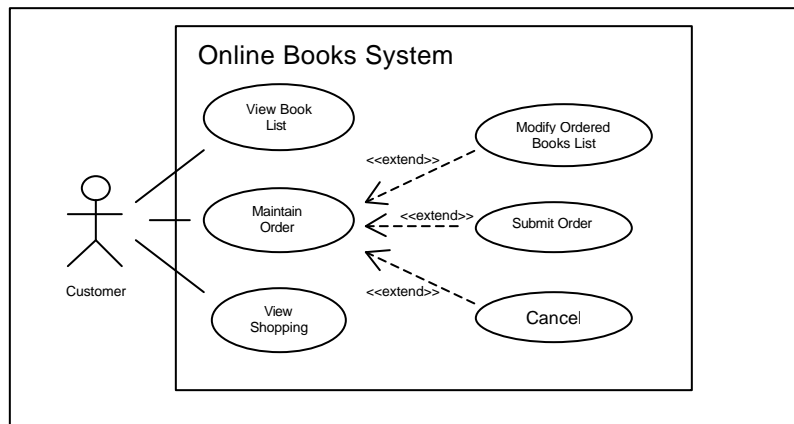 Online Books System
View Book
List
Modify Ordered
Books List
<<extend>>
Maintain
Order
<<extend>>
Submit Order
Customer
View
Shopping
<<extend>>
Cancel